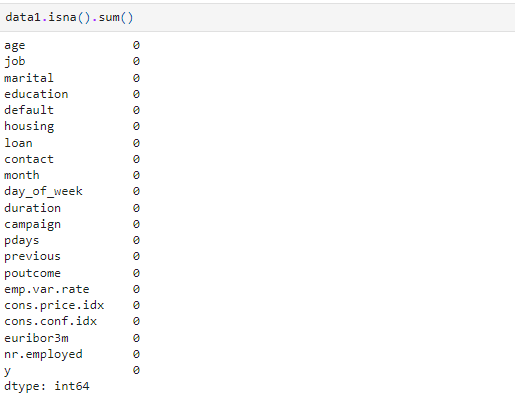 data1.isna().sum()
age 0
job 0
marital 0
education 0
default 0
housing 0
loan 0
contact 0
month 0
day_of_week 0
duration 0
campaign 0
pdays 0
previous 0
poutcome 0
emp.var.rate 0
cons.price.idx 0
cons.conf.idx 0
euribor3m 0
nr.employed 0
y 0
dtype: int64